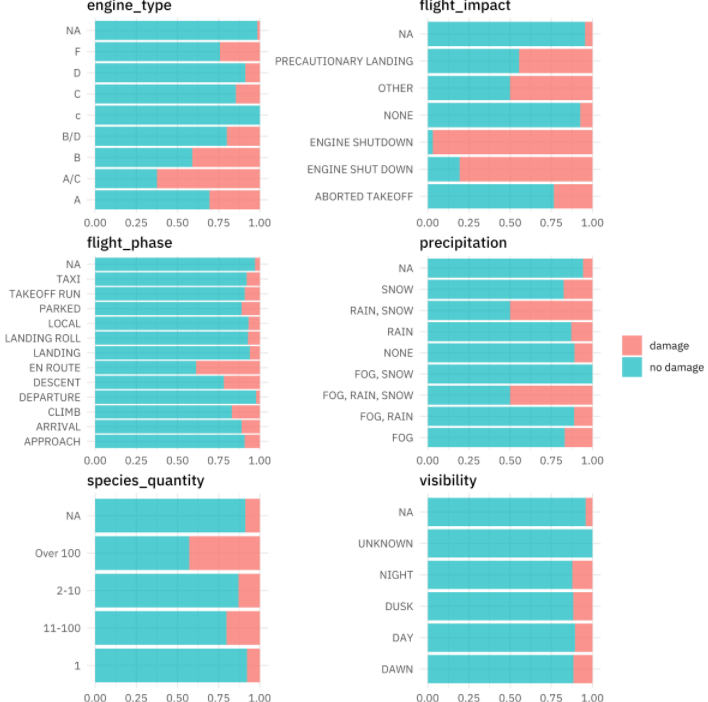 engine_type
NA
F
D
C
c
B/D
B
A/C
A
0.00 0.25 0.50 0.75 1.00
flight_impact
NA
PRECAUTIONARY LANDING
OTHER
NONE
ENGINE SHUTDOWN
ENGINE SHUT DOWN
ABORTED TAKEOFF
0.00 0.25 0.50 0.75 1.00
flight_phase
NA
TAXI
TAKEOFF RUN
PARKED
LOCAL
LANDING ROLL
LANDING
EN ROUTE
DESCENT
DEPARTURE
CLIMB
ARRIVAL
APPROACH
0.00 0.25 0.50 0.75 1.00
precipitation
NA
SNOW
RAIN, SNOW
RAIN
NONE
FOG, SNOW
FOG, RAIN, SNOW
FOG, RAIN
FOG
0.00 0.25 0.50 0.75 1.00
damage
no damage
species_quantity
NA
Over 100
2-10
11-100
1
0.00 0.25 0.50 0.75 1.00
visibility
NA
UNKNOWN
NIGHT
DUSK
DAY
DAWN
0.00 0.25 0.50 0.75 1.00